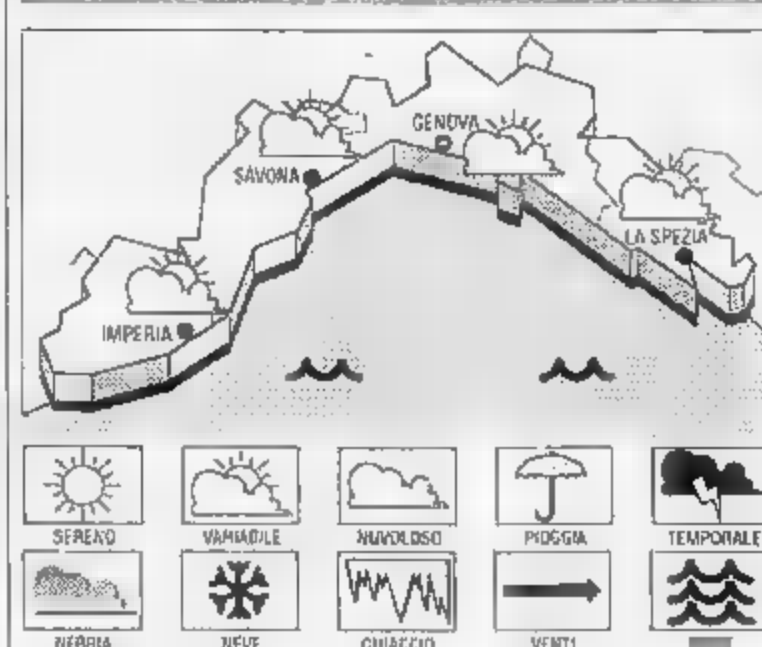 GENOVA
SAVONA
LA SPEZIA
IMPERIA
SERENO
VARIABILE
NUVOLOSO
PIOGGIA
TEMPORALE
NEBBIA
NEVE
GHIACCIO
VENTI